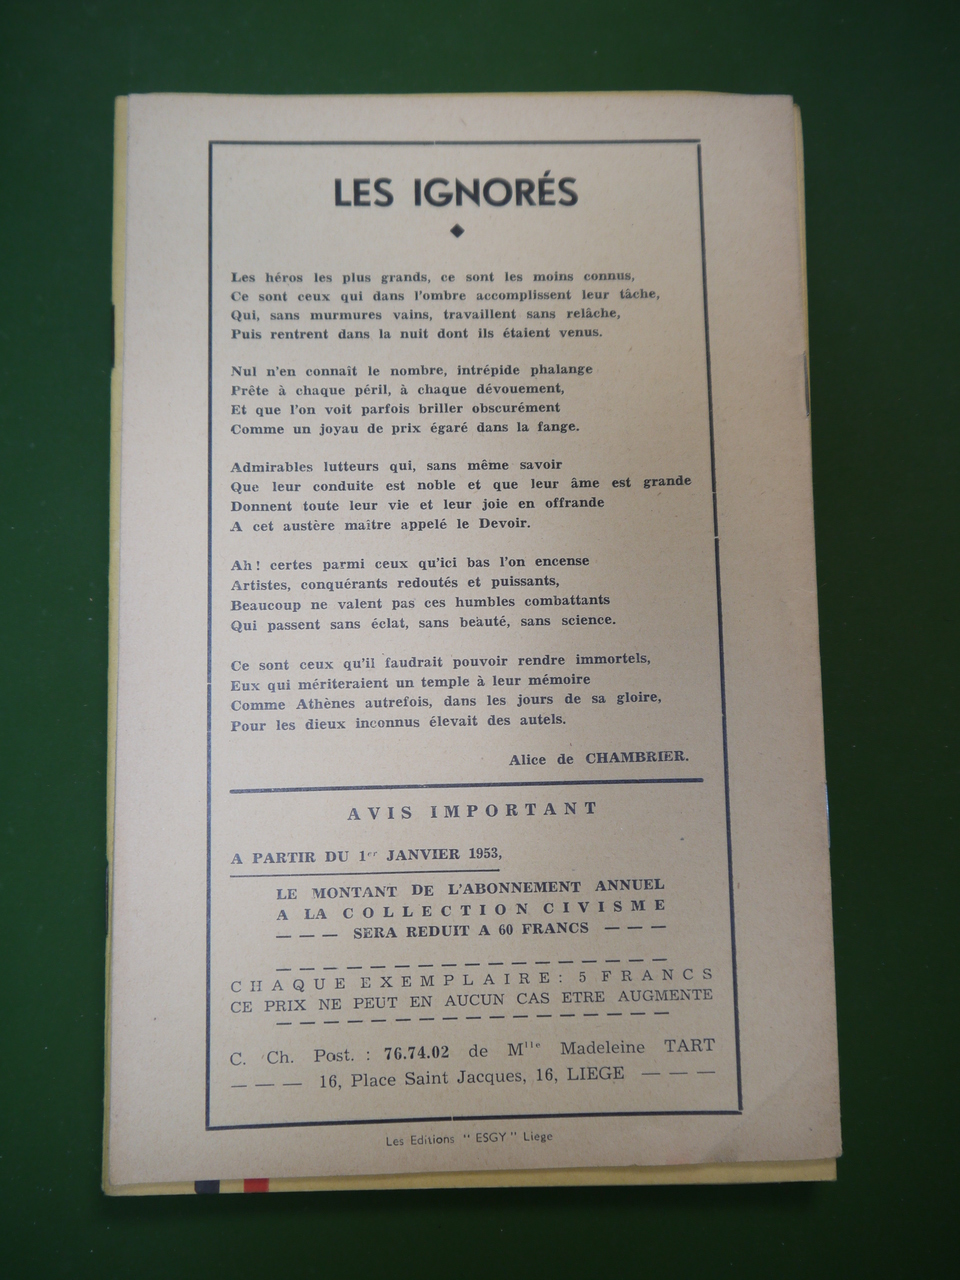 LES IGNORÉS
Les héros les plus grands, ce sont les moins connus,
Ce sont ceux qui dans l'ombre accomplissent leur tâche,
Qui, sans murmures vains, travaillent sans relâche,
Puis rentrent dans la nuit dont ils étaient venus.
Nul n'en connaît le nombre, intrépide phalange
Prête à chaque péril, à chaque dévouement,
Et que l'on voit parfois briller obscurément
Comme un joyau de prix égaré dans la fange.
Admirables lutteurs qui, sans même savoir
Que leur conduite est noble et que leur âme est grande
Donnent toute leur vie et leur joie en offrande
A cet austère maître appelé le Devoir.
Ah ! certes parmi ceux qu'ici bas l'on encense
Artistes, conquérants redoutés et puissants,
Beaucoup ne valent pas ces humbles combattants
Qui passent sans éclat, sans beauté, sans science.
Ce sont ceux qu'il faudrait pouvoir rendre immortels,
Eux qui mériteraient un temple à leur mémoire
Comme Athènes autrefois, dans les jours de sa gloire,
Pour les dieux inconnus élevait des autels.
Alice de CHAMBRIER.
AVIS IMPORTANT
A PARTIR DU 1er JANVIER 1953,
LE MONTANT DE L'ABONNEMENT ANNUEL
A LA COLLECTION CIVISME
— — — SERA REDUIT A 60 FRANCS — — —
CHAQUE EXEMPLAIRE : 5 FRANCS
CE PRIX NE PEUT EN AUCUN CAS ETRE AUGMENTE
C. Ch. Post. : 76.74.02 de Mlle Madeleine TART
— — — 16, Place Saint Jacques, 16, LIEGE — — —
Les Editions " ESGY " Liege